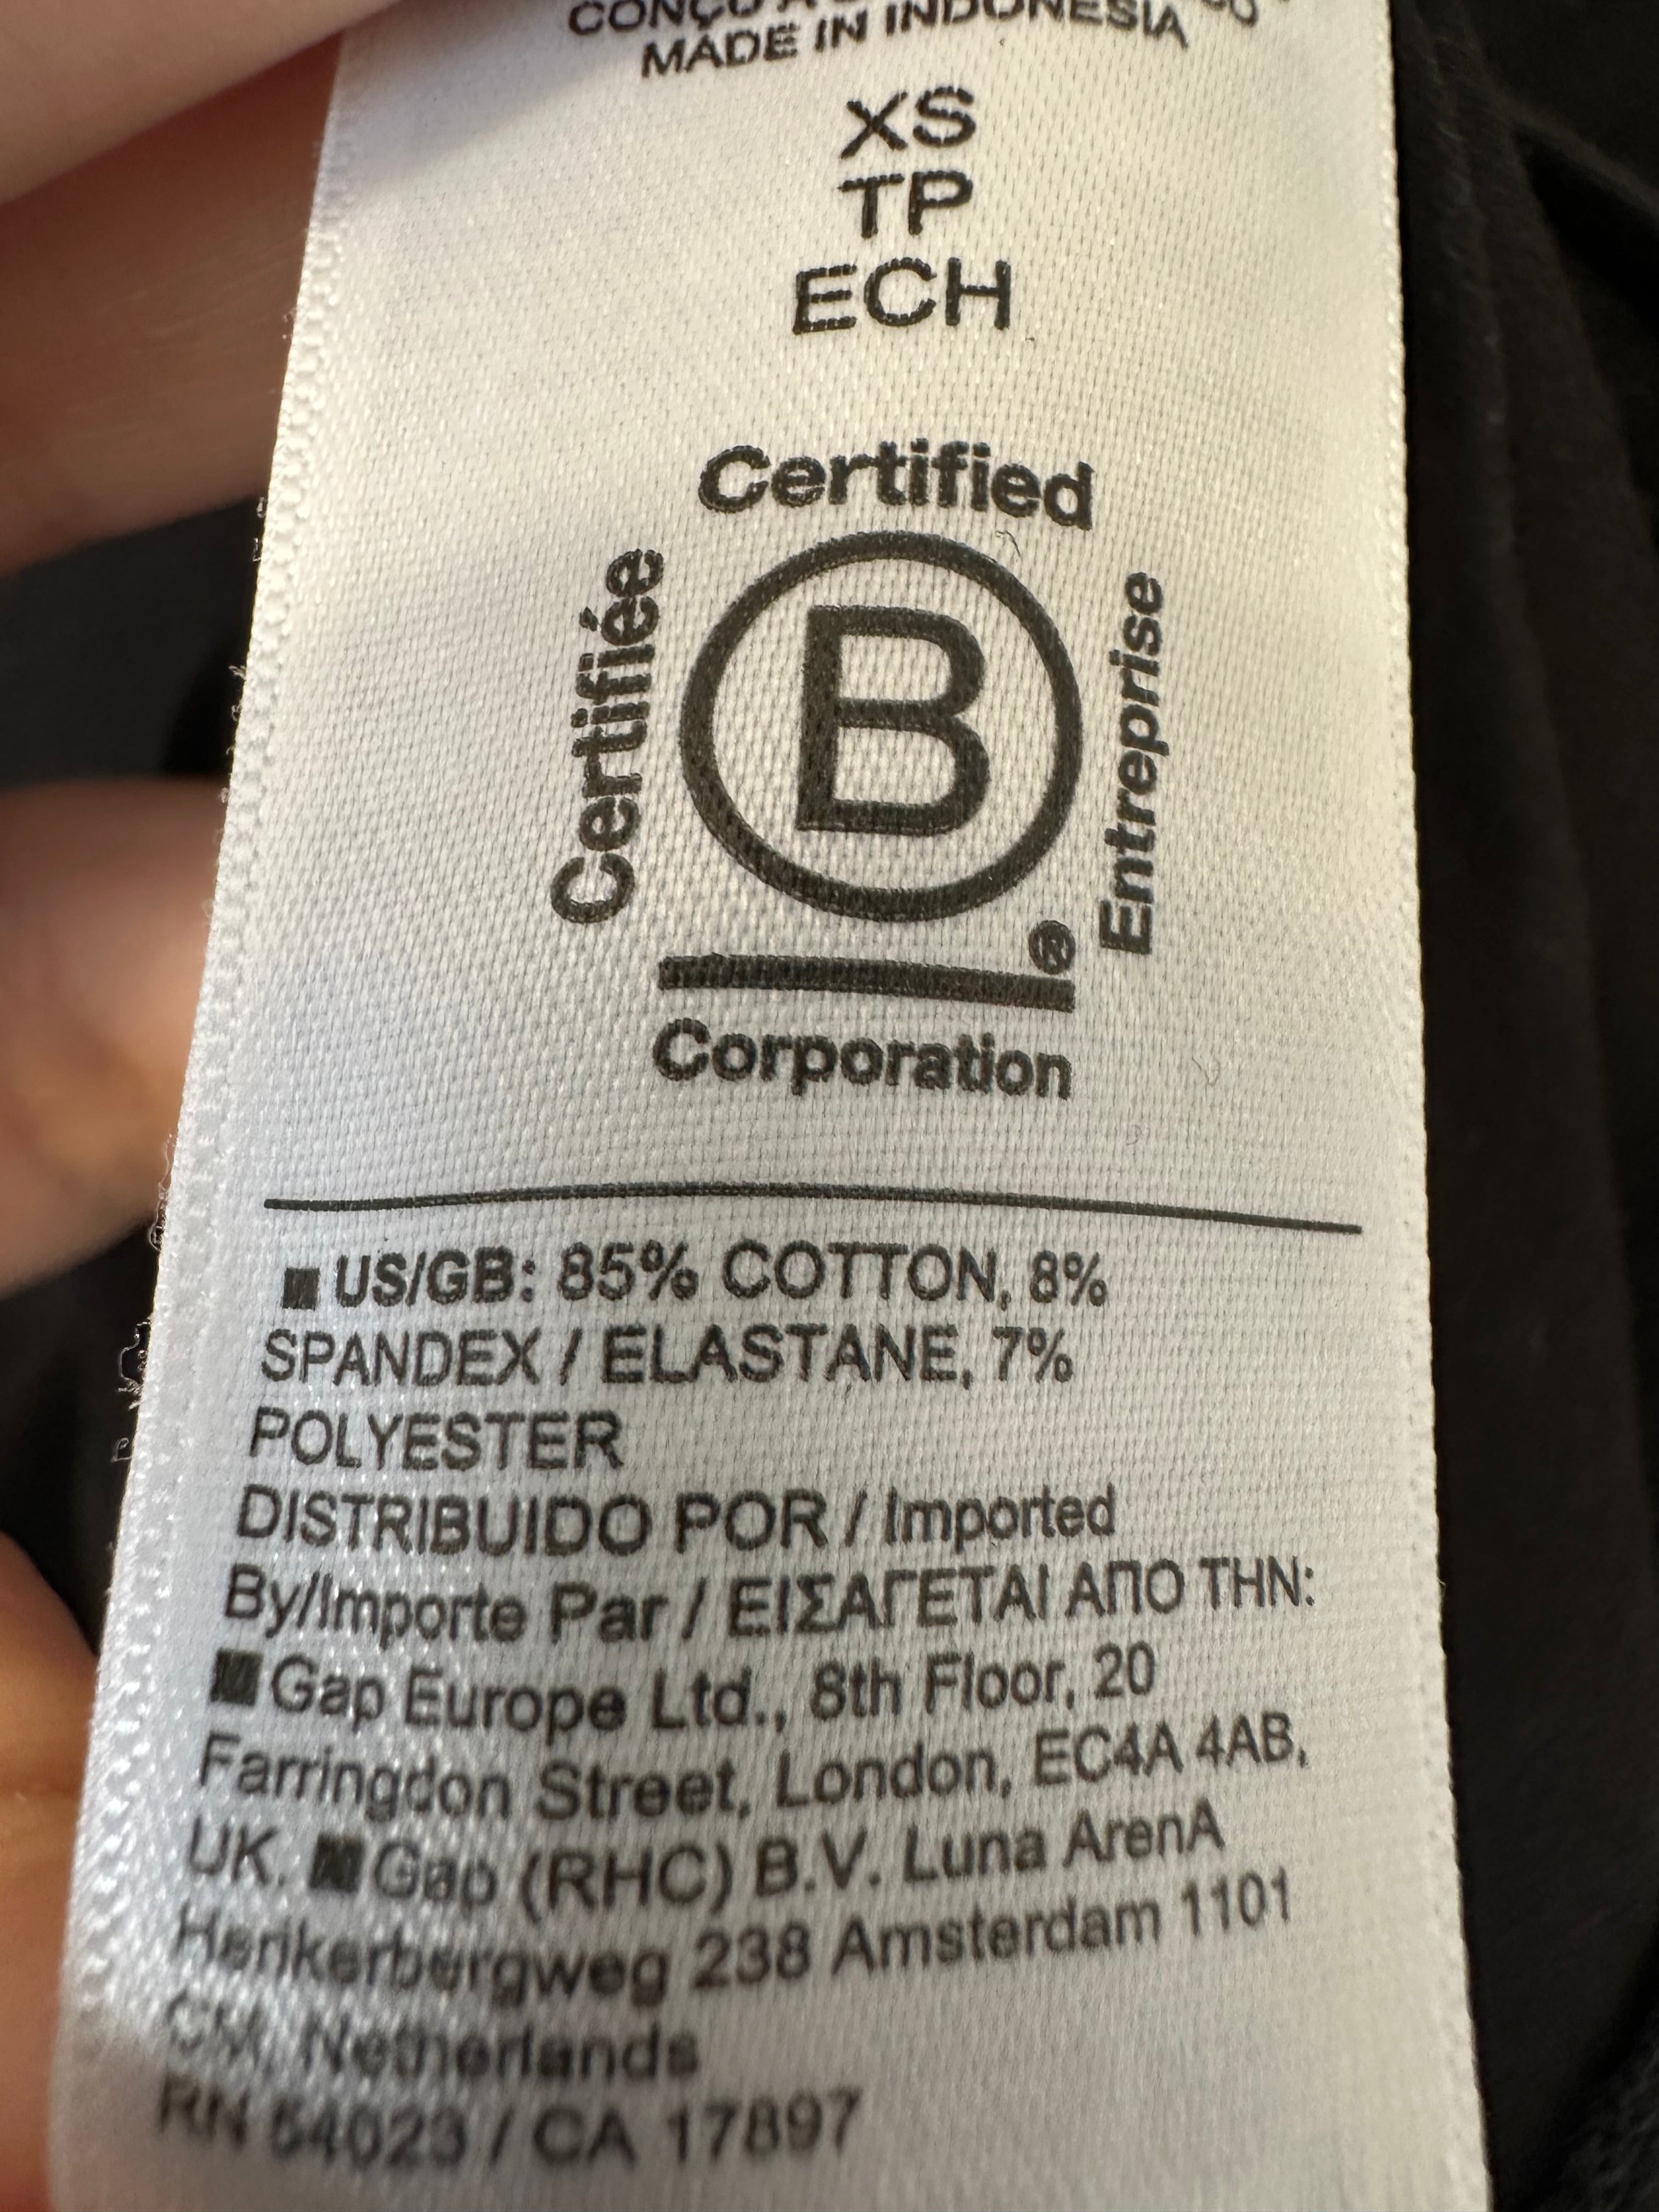 CONÇU À
MADE IN INDONESIA
XS
TP
ECH
Certified
Certifiée
B
Entreprise
®
Corporation
US/GB: 85% COTTON, 8%
SPANDEX / ELASTANE, 7%
POLYESTER
DISTRIBUIDO POR / Imported
By/Importe Par / ΕΙΣΑΓΕΤΑΙ ΑΠΟ ΤΗΝ:
Gap Europe Ltd., 8th Floor, 20
Farringdon Street, London, EC4A 4AB,
UK. Gap (RHC) B.V. Luna ArenA
Herikerbergweg 238 Amsterdam 1101
CM, Netherlands
RN 54023 / CA 17897